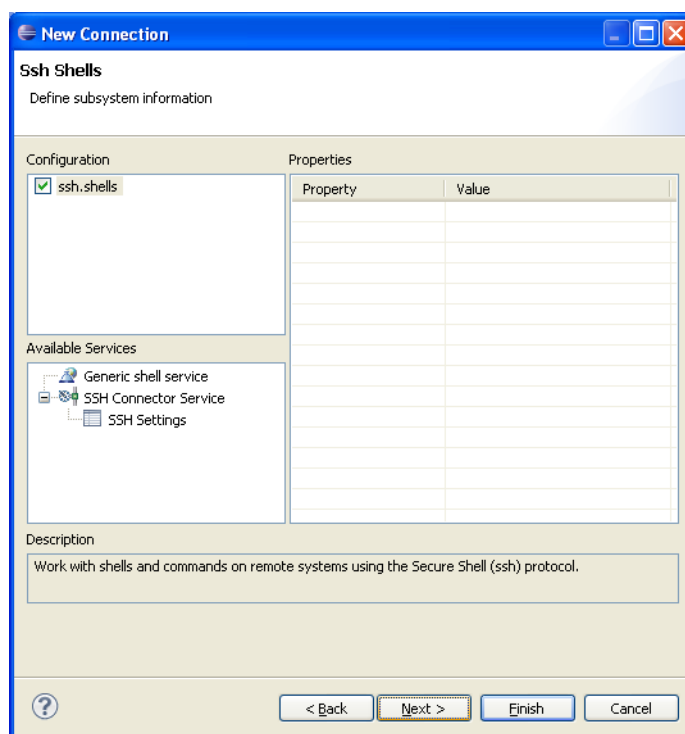 New Connection
Ssh Shells
Define subsystem information
Configuration
ssh.shells
Properties
Property Value
Available Services
Generic shell service
SSH Connector Service
SSH Settings
Description
Work with shells and commands on remote systems using the Secure Shell (ssh) protocol.
? < Back Next > Finish Cancel